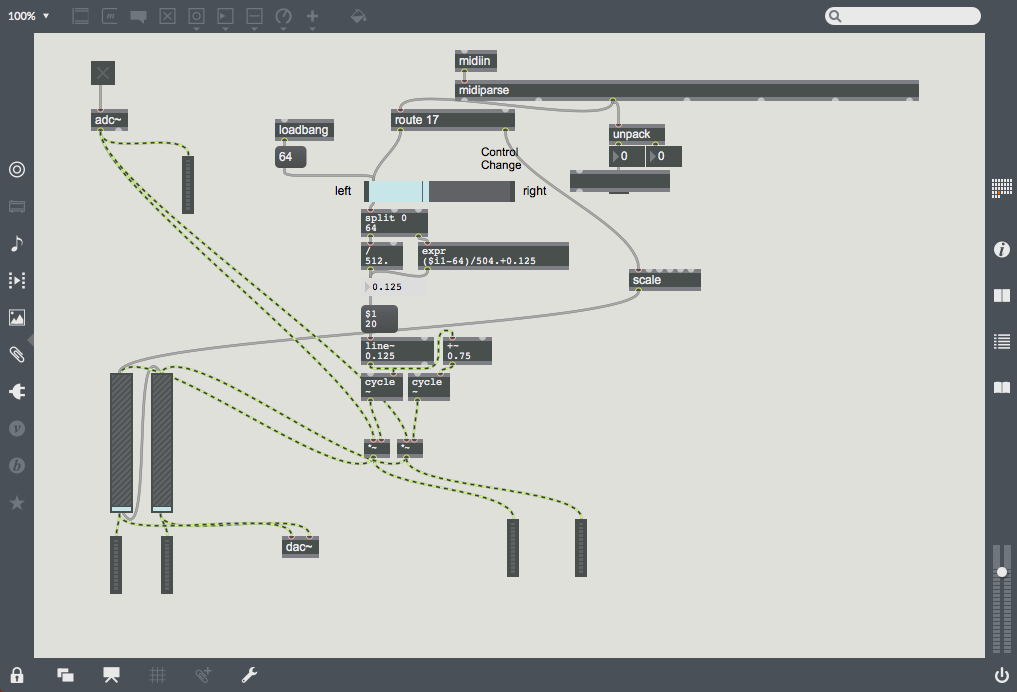 100%
midiin
midiparse
adc~
route 17
loadbang
unpack
64
0
0
Control
Change
left
right
split 0
64
/
512.
expr
($i1-64)/504.+0.125
scale
0.125
$1
20
line~
0.125
+~
0.75
cycle
~
cycle
~
*~
*~
dac~